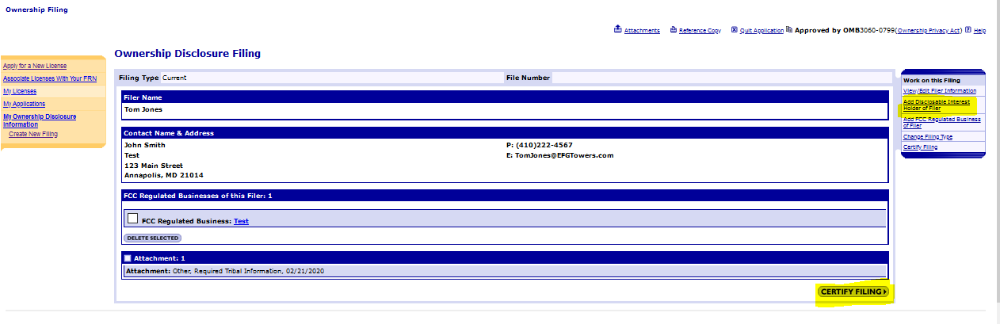 Ownership Filing
Attachments Reference Copy Quit Application Approved by OMB3060-0799(Ownership Privacy Act) Help
Ownership Disclosure Filing
Apply for a New License
Associate Licenses With Your FRN
My Licenses
My Applications
My Ownership Disclosure
Information
Create New Filing
Filing Type Current File Number
Filer Name
Tom Jones
Contact Name & Address
John Smith P: (410)222-4567
Test E: TomJones@EFGTowers.com
123 Main Street
Annapolis, MD 21014
FCC Regulated Businesses of this Filer: 1
FCC Regulated Business: Test
DELETE SELECTED
Attachment: 1
Attachment: Other, Required Tribal Information, 02/21/2020
CERTIFY FILING
Work on this Filing
View/Edit Filer Information
Add Disclosable Interest
Holder of Filer
Add FCC Regulated Business
of Filer
Change Filing Type
Certify Filing